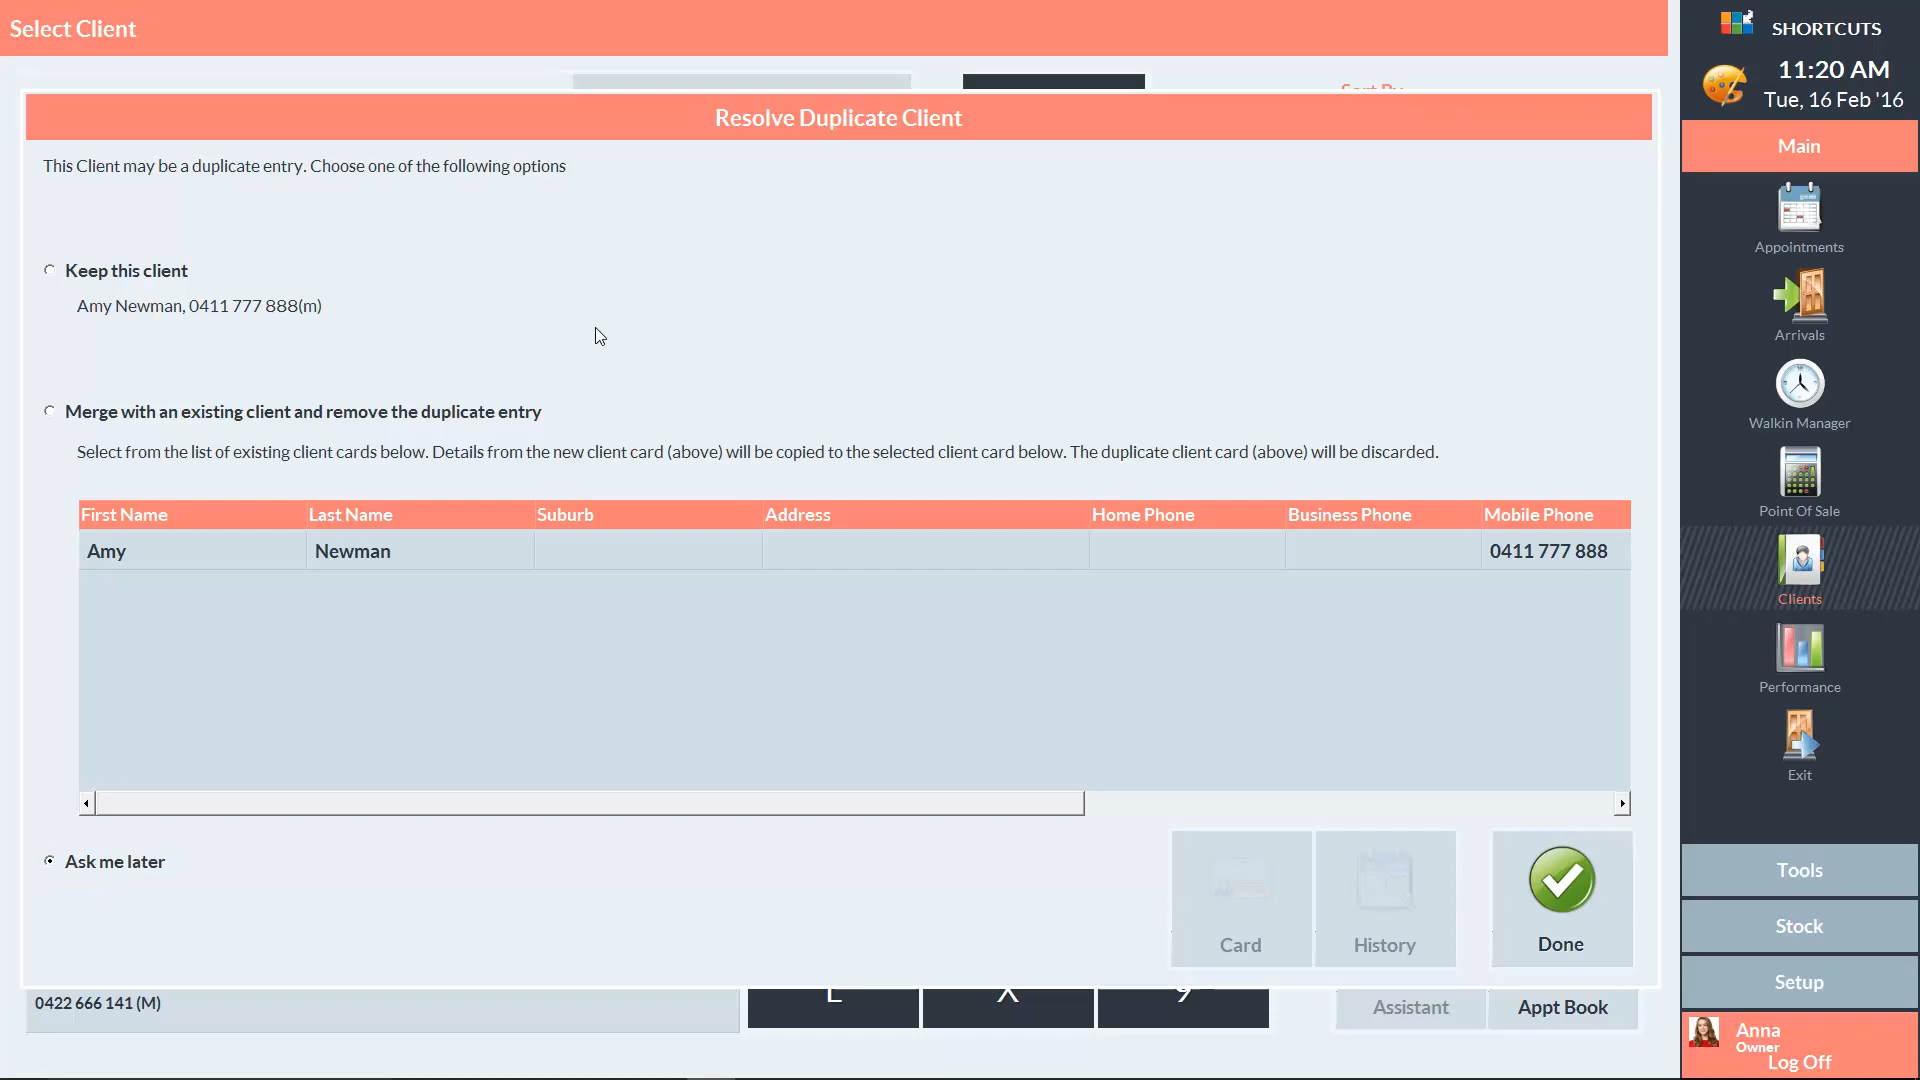 Select Client
SHORTCUTS
11:20 AM
Tue, 16 Feb '16
Sort By
Resolve Duplicate Client
This Client may be a duplicate entry. Choose one of the following options
Keep this client
Amy Newman, 0411 777 888(m)
Merge with an existing client and remove the duplicate entry
Select from the list of existing client cards below. Details from the new client card (above) will be copied to the selected client card below. The duplicate client card (above) will be discarded.
First Name Last Name Suburb Address Home Phone Business Phone Mobile Phone
Amy Newman 0411 777 888
Ask me later
Card
History
Done
0422 666 141 (M)
L X 9
Assistant
Appt Book
Main
Appointments
Arrivals
Walkin Manager
Point Of Sale
Clients
Performance
Exit
Tools
Stock
Setup
Anna
Owner
Log Off